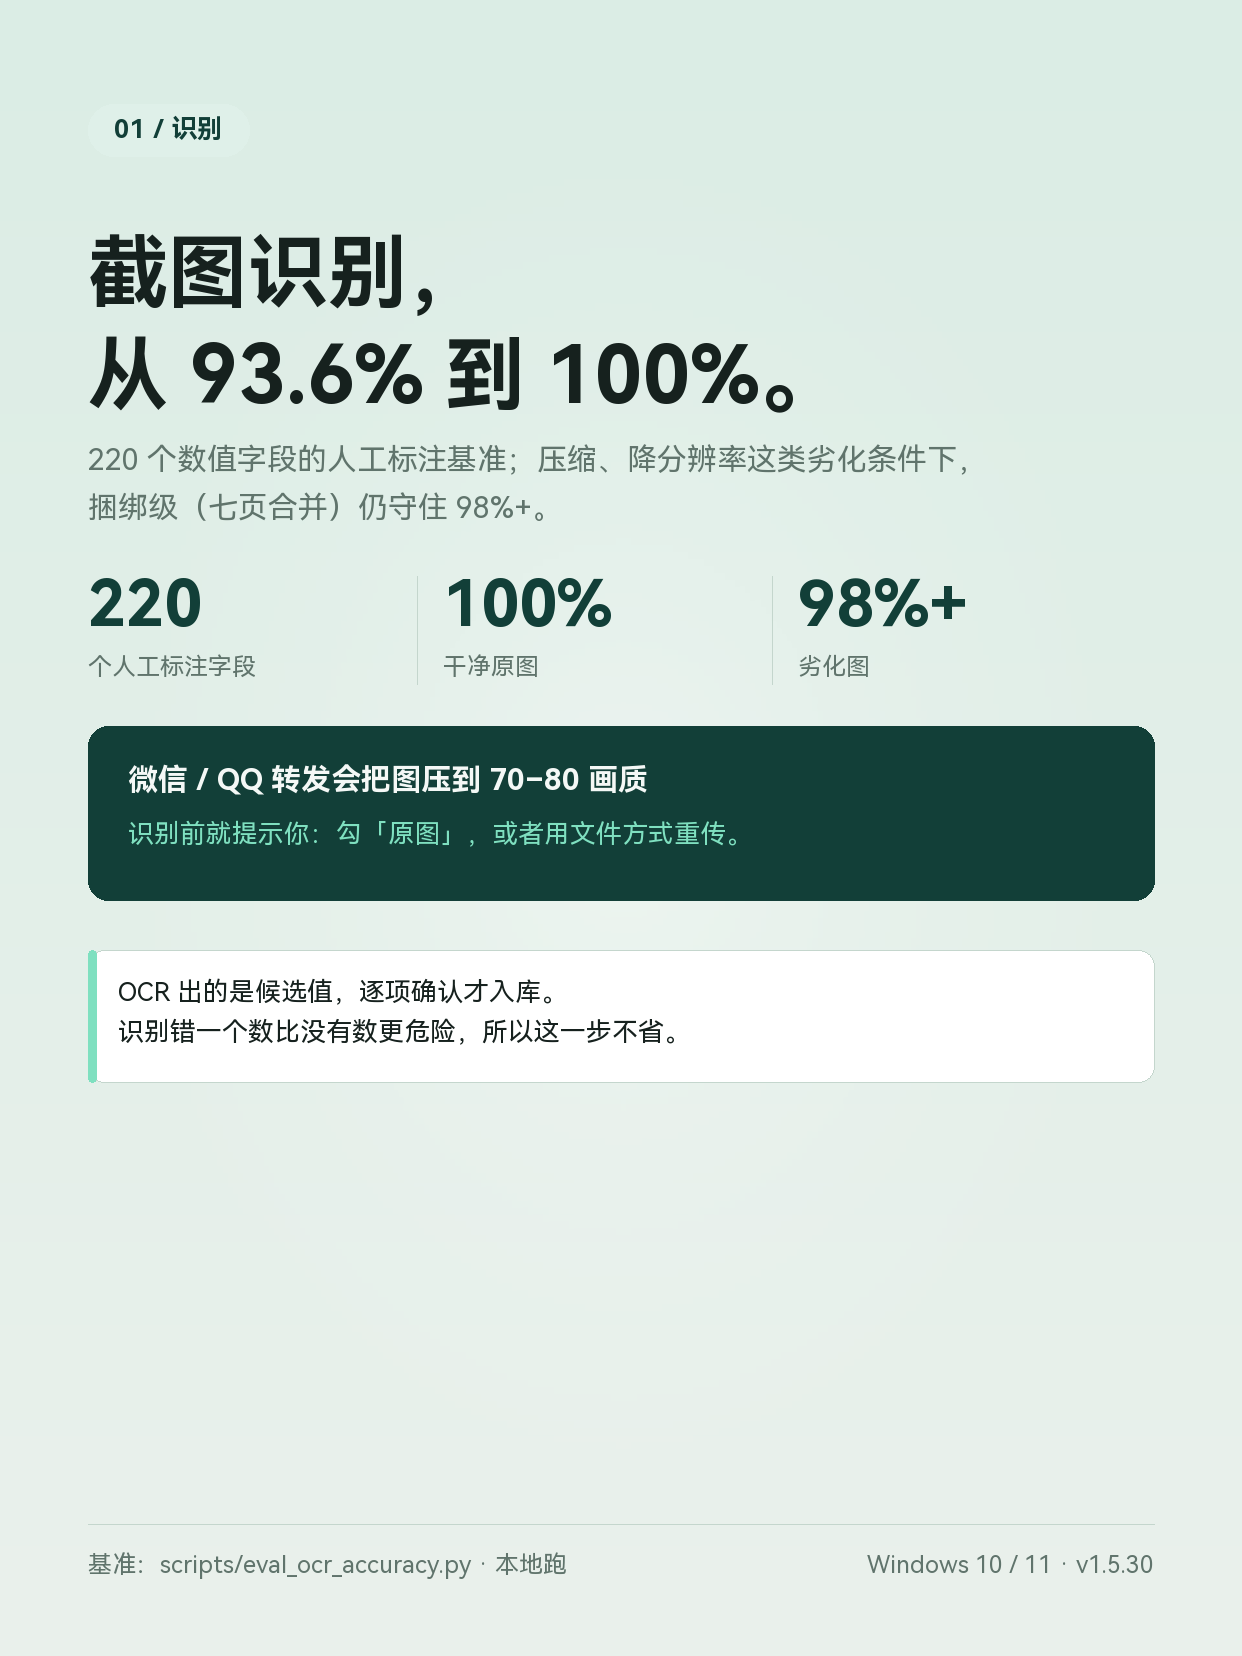 01 / 识别
截图识别，
从 93.6% 到 100%。
220 个数值字段的人工标注基准；压缩、降分辨率这类劣化条件下，
捆绑级（七页合并）仍守住 98%+。
220
个人工标注字段
100%
干净原图
98%+
劣化图
微信 / QQ 转发会把图压到 70–80 画质
识别前就提示你：勾「原图」，或者用文件方式重传。
OCR 出的是候选值，逐项确认才入库。
识别错一个数比没有数更危险，所以这一步不省。
基准：scripts/eval_ocr_accuracy.py · 本地跑
Windows 10 / 11 · v1.5.30